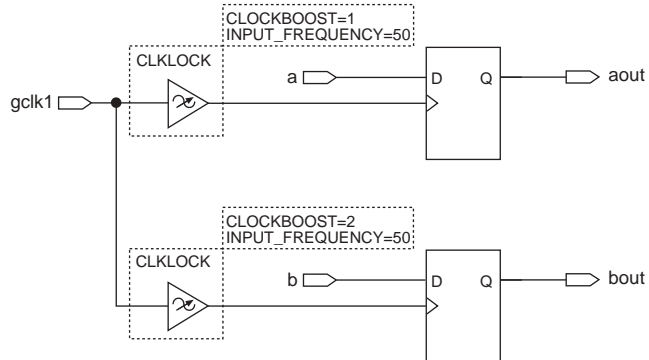 CLOCKBOOST=1
INPUT_FREQUENCY=50
CLKLOCK
a
D
Q
aout
gclk1
CLOCKBOOST=2
INPUT_FREQUENCY=50
CLKLOCK
b
D
Q
bout